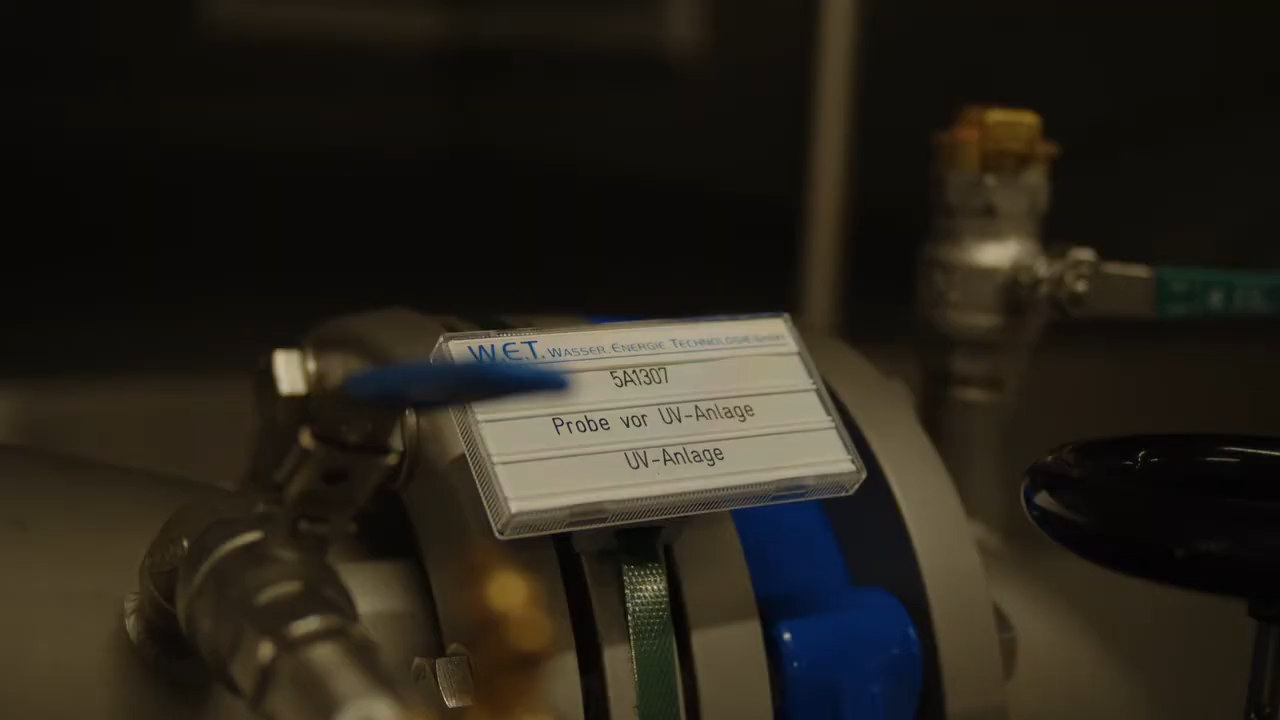 W.E.T. WASSER.ENERGIE TECHNOLOGIE GmbH
5A1307
Probe vor UV-Anlage
UV-Anlage